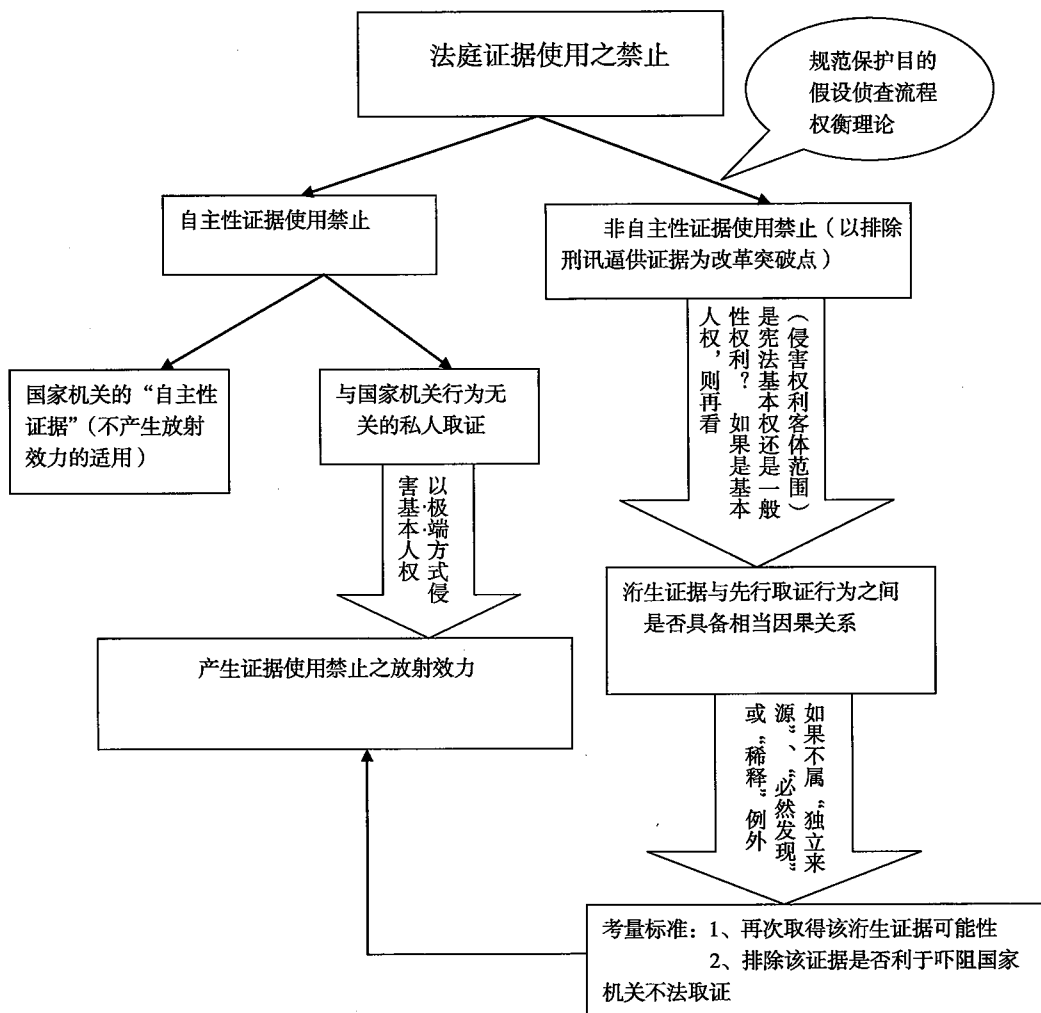 法庭证据使用之禁止
规范保护目的
假设侦查流程
权衡理论
自主性证据使用禁止
非自主性证据使用禁止（以排除
刑讯逼供证据为改革突破点）
国家机关的“自主性
证据”（不产生放射
效力的适用）
与国家机关行为无
关的私人取证
（侵害权利客体范围）
是宪法基本权还是一般
性权利？ 如果是基本
人权，则再看
以极端方式侵
害基本人权
洐生证据与先行取证行为之间
是否具备相当因果关系
产生证据使用禁止之放射效力
如果不属“独立来
源”、“必然发现”
或“稀释”例外
考量标准：1、再次取得该洐生证据可能性
2、排除该证据是否利于吓阻国家
机关不法取证